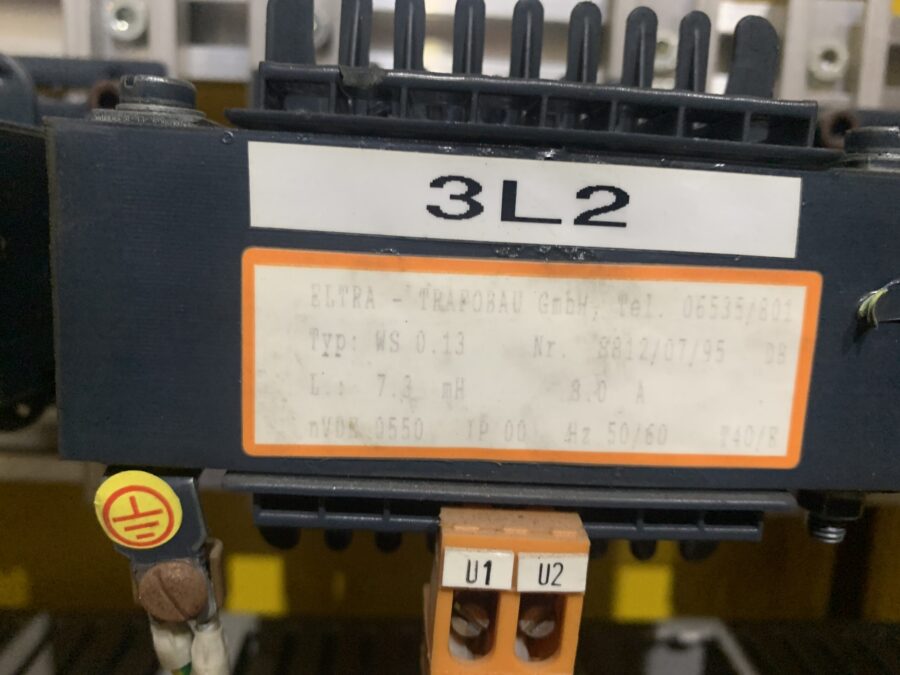 3L2
ELTRA - TRAFOBAU GmbH, Tel. 06535/801
Typ: WS 0.13 Nr. 8812/07/95 DB
L.: 7.3 mH 8.0 A
nVDE 0550 IP 00 Hz 50/60 T40/E
U1 U2